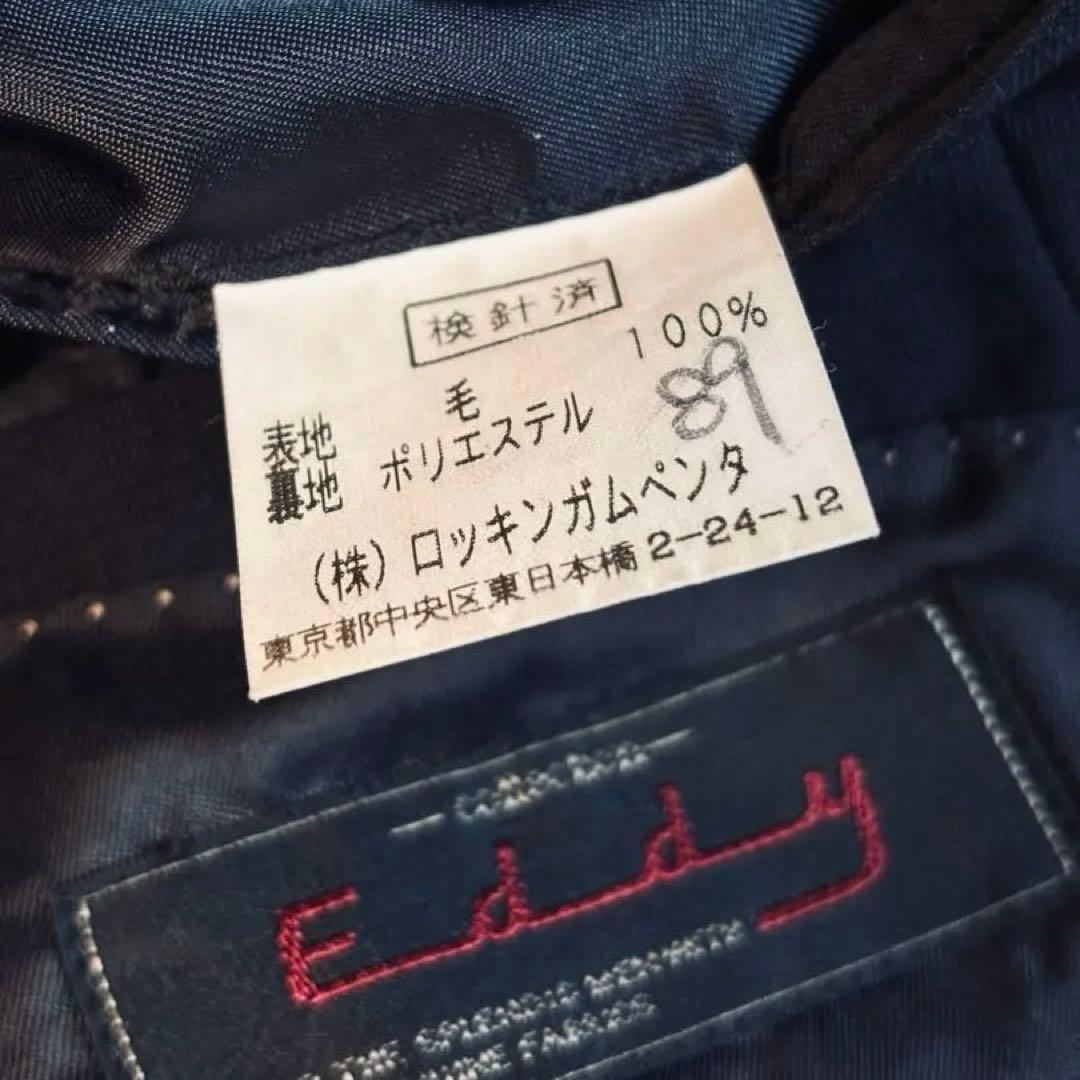 検針済
表地 毛 100%
裏地 ポリエステル 89
(株)ロッキンガムペンタ
東京都中央区東日本橋2-24-12
Eddy
THE
FABRICS